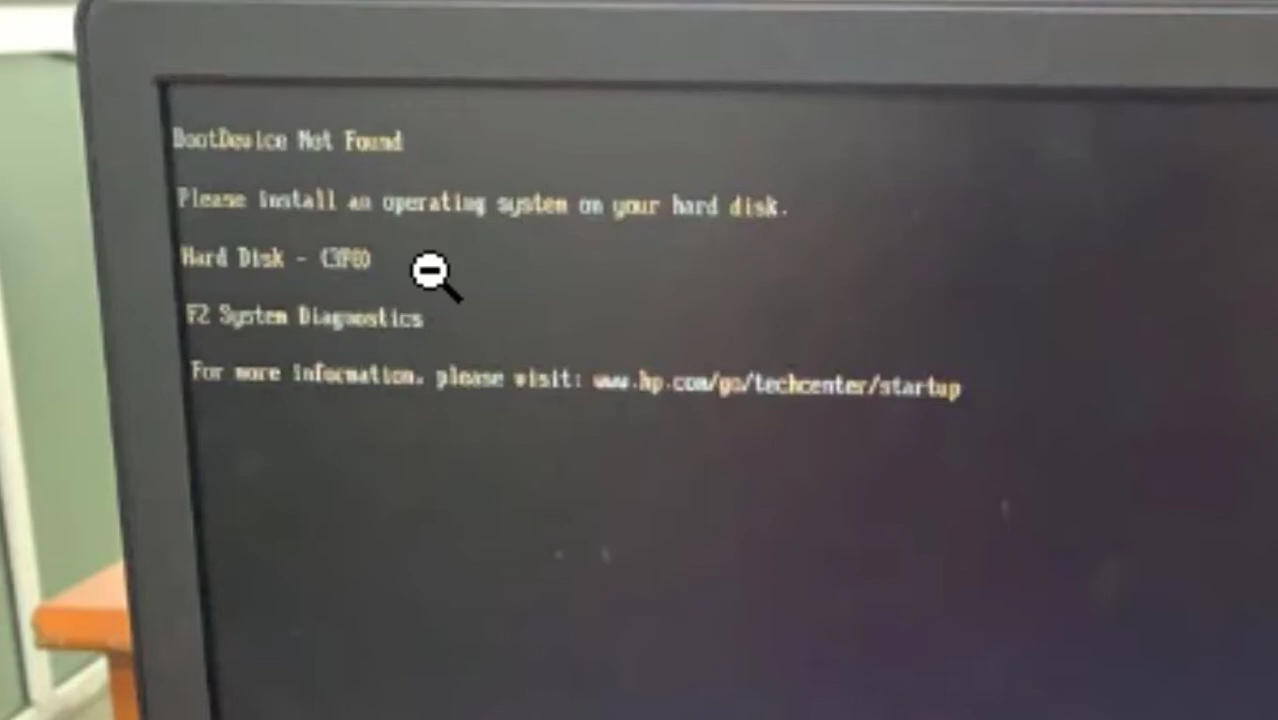 BootDevice Not Found
Please install an operating system on your hard disk.
Hard Disk - (3F0)
F2 System Diagnostics
For more information, please visit: www.hp.com/go/techcenter/startup